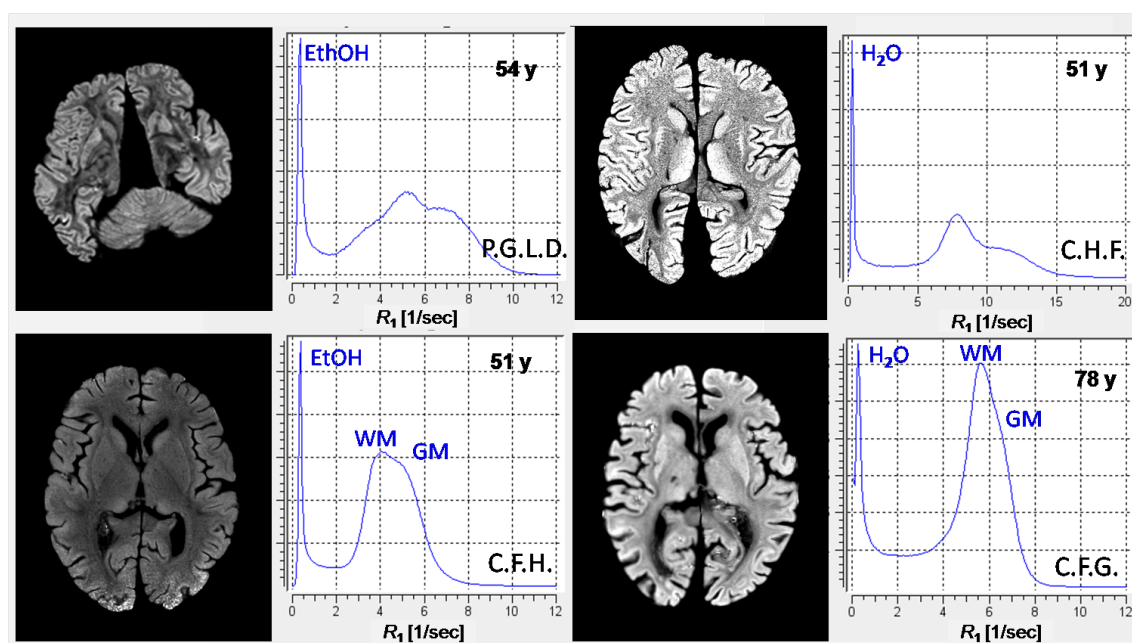 EthOH
54 y
P.G.L.D.
0 2 4 6 8 10 12
R1 [1/sec]
H2O
51 y
C.H.F.
0 5 10 15 20
R1 [1/sec]
EtOH
51 y
WM
GM
C.F.H.
0 2 4 6 8 10 12
R1 [1/sec]
H2O
WM
78 y
GM
C.F.G.
0 2 4 6 8 10 12
R1 [1/sec]